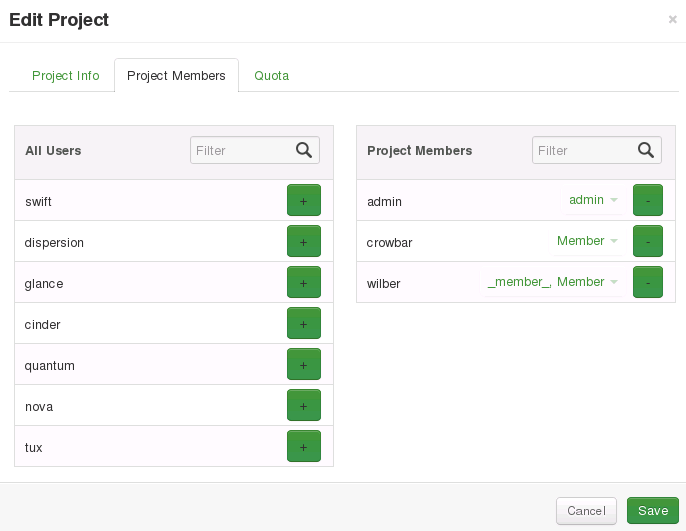 Edit Project ×
Project Info Project Members Quota
All Users Filter
swift +
dispersion +
glance +
cinder +
quantum +
nova +
tux +
Project Members Filter
admin admin -
crowbar Member -
wilber _member_, Member -
Cancel Save